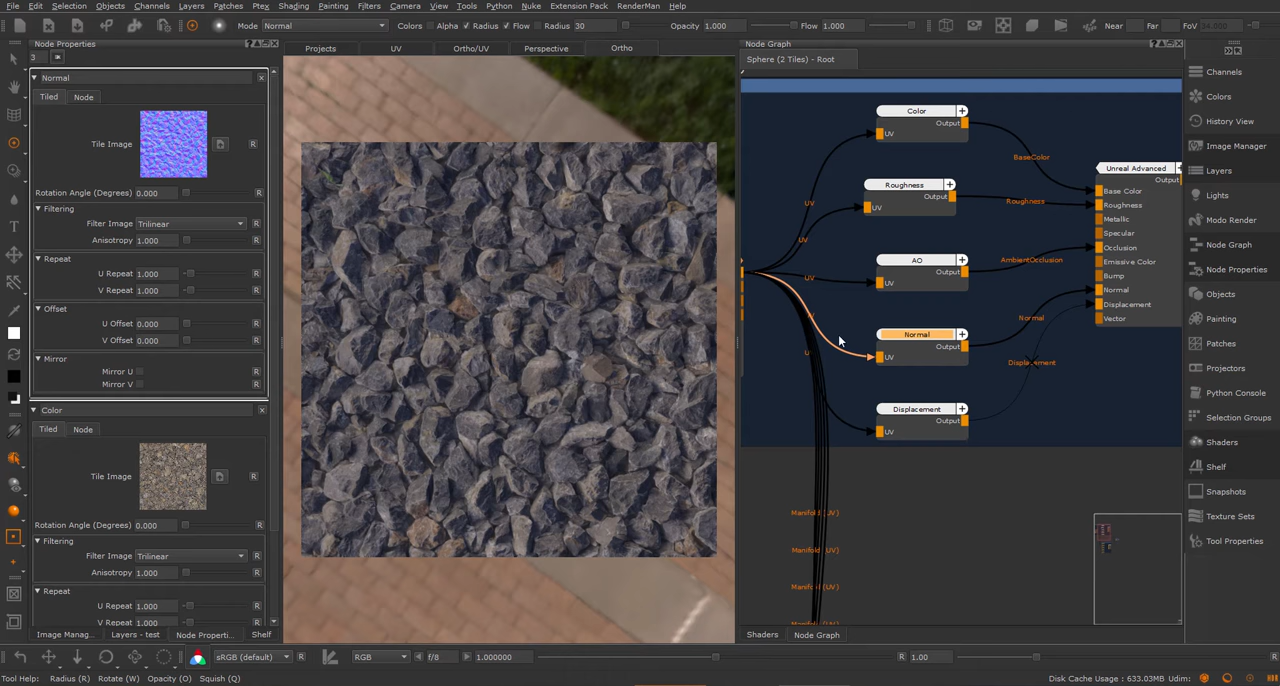 File Edit Selection Objects Channels Layers Patches Ptex Scripts Shading Painting Filters Camera View Tools Python Nuke Extension Pack RenderMan Help
Mode Normal Colors Alpha Radius Flow Radius 30 Opacity 1.000 Flow 1.000 Near Far FoV
Node Properties
3
Normal
Tiled Node
Tile Image R
Rotation Angle (Degrees) 0.000 R
Filtering
Filter Image Trilinear R
Anisotropy 1.000 R
Repeat
U Repeat 1.000 R
V Repeat 1.000 R
Offset
U Offset 0.000 R
V Offset 0.000 R
Mirror
Mirror U
Mirror V
Color
Tiled Node
Tile Image R
Rotation Angle (Degrees) 0.000 R
Filtering
Filter Image Trilinear R
Anisotropy 1.000 R
Repeat
U Repeat 1.000 R
V Repeat 1.000 R
Image Manag... Layers - test Node Properti... Shelf
Projects UV Ortho/UV Perspective Ortho
Node Graph
Sphere (2 Tiles) - Root
Color
Output
UV
BaseColor
Roughness
Output
UV
Roughness
AO
Output
UV
AmbientOcclusion
Normal
Output
UV
Normal
Displacement
Output
UV
Displacement
UV
UV
UV
Unreal Advanced
Output
Base Color
Roughness
Metallic
Specular
Occlusion
Emissive Color
Bump
Normal
Displacement
Vector
Shaders Node Graph
Channels
Colors
History View
Image Manager
Layers
Lights
Modo Render
Node Graph
Node Properties
Objects
Painting
Patches
Projectors
Python Console
Selection Groups
Shaders
Shelf
Snapshots
Texture Sets
Tool Properties
sRGB (default) R RGB f/8 1.000000 R 1.00 R
Tool Help: Radius (R) Rotate (W) Opacity (O) Squish (Q) Disk Cache Usage : 633.03MB Udim: